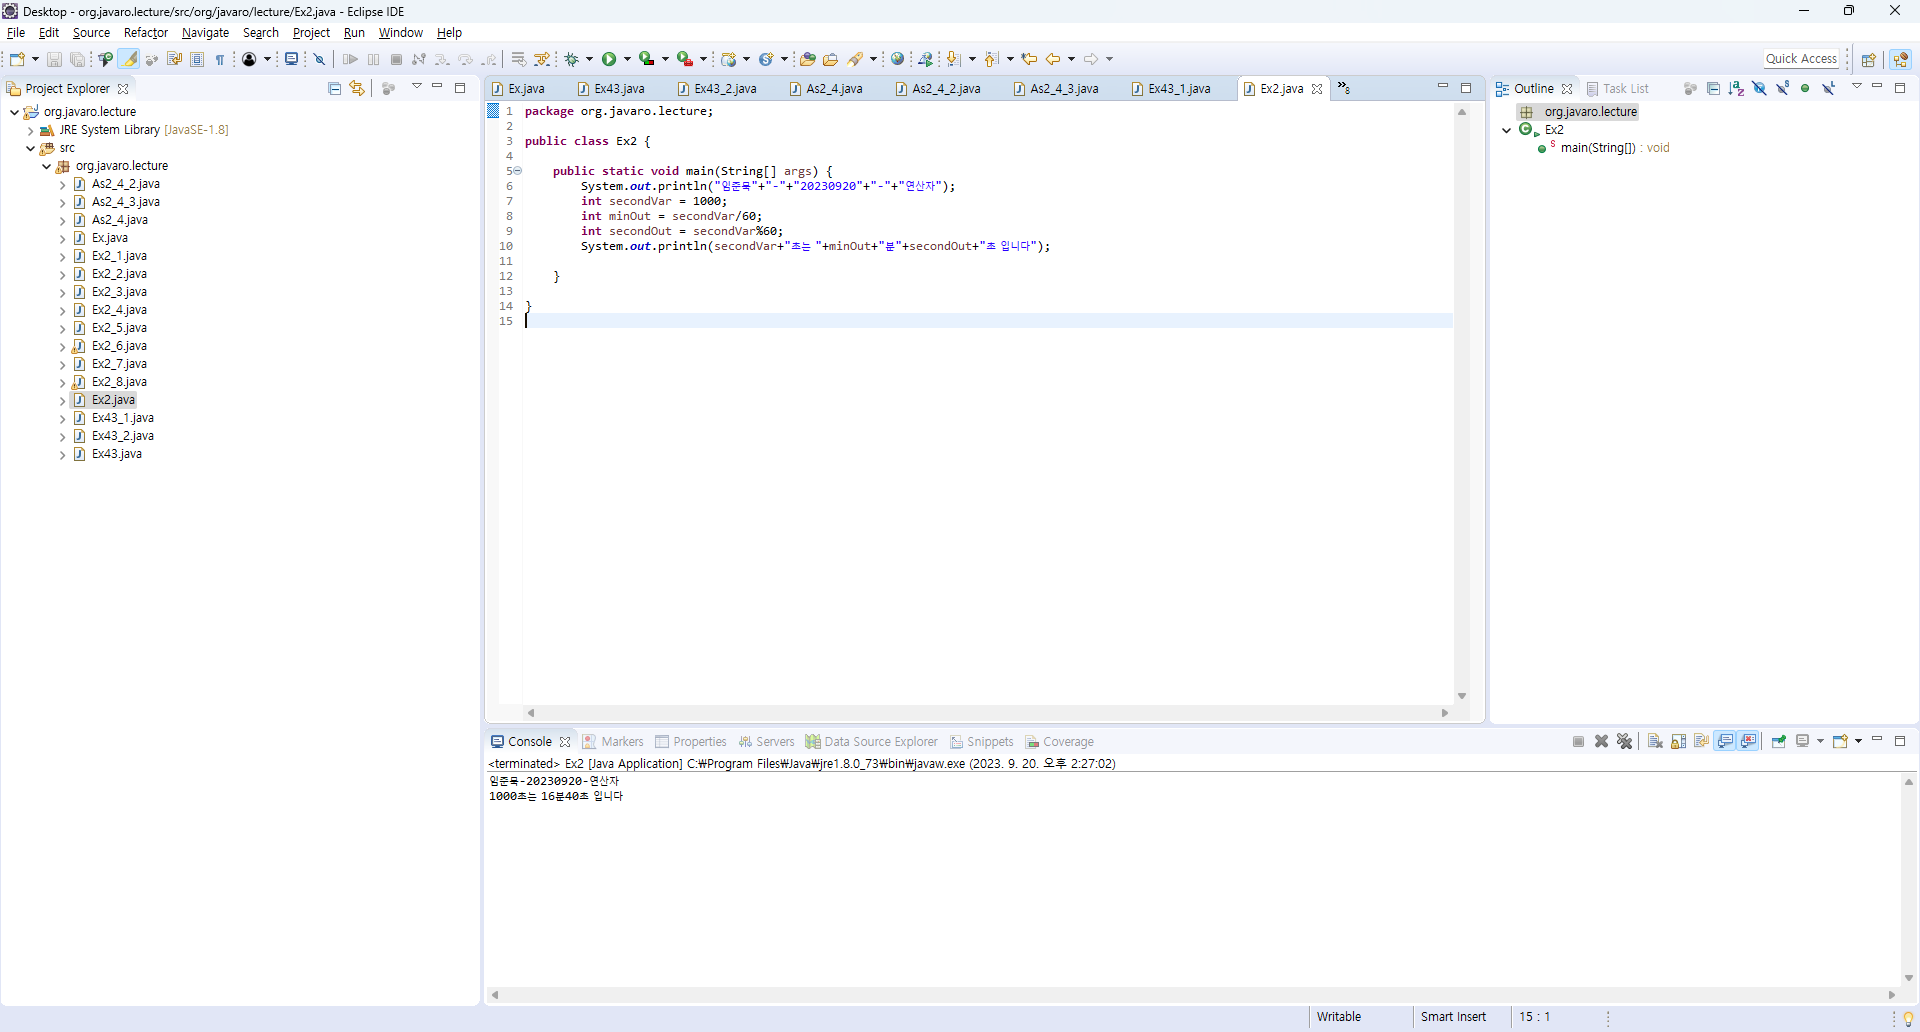 Desktop - org.javaro.lecture/src/org/javaro/lecture/Ex2.java - Eclipse IDE
File Edit Source Refactor Navigate Search Project Run Window Help
Quick Access
Project Explorer
org.javaro.lecture
JRE System Library [JavaSE-1.8]
src
org.javaro.lecture
As2_4_2.java
As2_4_3.java
As2_4.java
Ex.java
Ex2_1.java
Ex2_2.java
Ex2_3.java
Ex2_4.java
Ex2_5.java
Ex2_6.java
Ex2_7.java
Ex2_8.java
Ex2.java
Ex43_1.java
Ex43_2.java
Ex43.java
Ex.java Ex43.java Ex43_2.java As2_4.java As2_4_2.java As2_4_3.java Ex43_1.java Ex2.java »8
1 package org.javaro.lecture;
2
3 public class Ex2 {
4
5 public static void main(String[] args) {
6 System.out.println("임준묵"+"-"+"20230920"+"-"+"연산자");
7 int secondVar = 1000;
8 int minOut = secondVar/60;
9 int secondOut = secondVar%60;
10 System.out.println(secondVar+"초는 "+minOut+"분"+secondOut+"초 입니다");
11
12 }
13
14 }
15
Outline Task List
org.javaro.lecture
Ex2
main(String[]) : void
Console Markers Properties Servers Data Source Explorer Snippets Coverage
<terminated> Ex2 [Java Application] C:₩Program Files₩Java₩jre1.8.0_73₩bin₩javaw.exe (2023. 9. 20. 오후 2:27:02)
임준묵-20230920-연산자
1000초는 16분40초 입니다
Writable Smart Insert 15 : 1